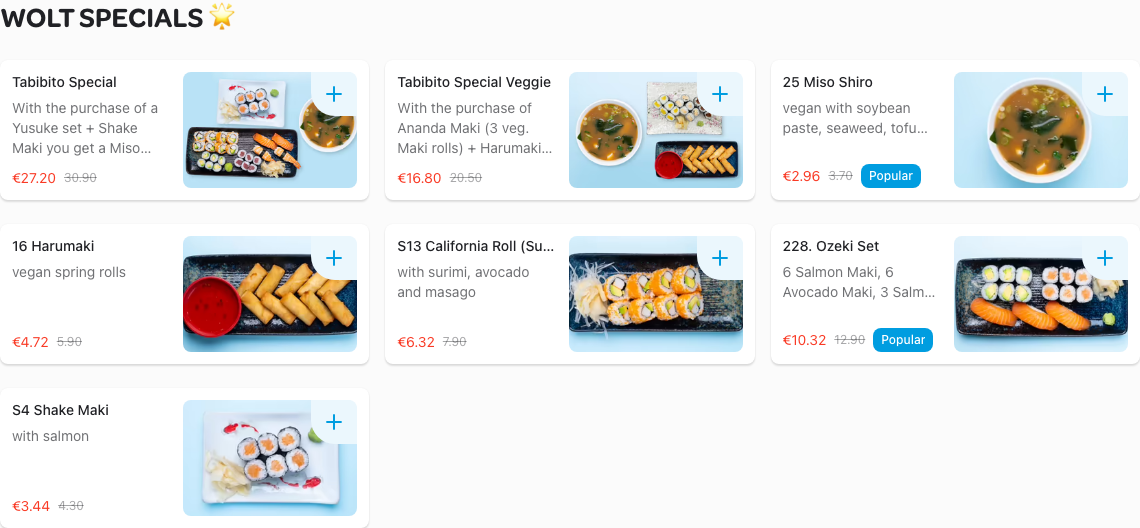 WOLT SPECIALS 🌟
Tabibito Special
With the purchase of a
Yusuke set + Shake
Maki you get a Miso...
€27.20 30.90
Tabibito Special Veggie
With the purchase of
Ananda Maki (3 veg.
Maki rolls) + Harumaki...
€16.80 20.50
25 Miso Shiro
vegan with soybean
paste, seaweed, tofu...
€2.96 3.70 Popular
16 Harumaki
vegan spring rolls
€4.72 5.90
S13 California Roll (Su...
with surimi, avocado
and masago
€6.32 7.90
228. Ozeki Set
6 Salmon Maki, 6
Avocado Maki, 3 Salm...
€10.32 12.90 Popular
S4 Shake Maki
with salmon
€3.44 4.30